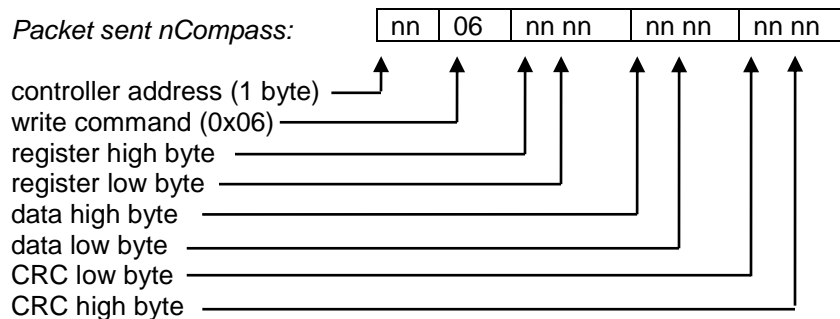 Packet sent nCompass: nn 06 nn nn nn nn nn nn
controller address (1 byte)
write command (0x06)
register high byte
register low byte
data high byte
data low byte
CRC low byte
CRC high byte